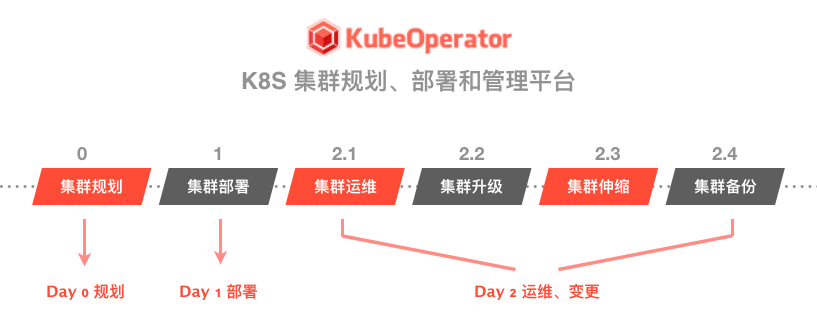 KubeOperator
K8S 集群规划、部署和管理平台
0 1 2.1 2.2 2.3 2.4
集群规划 集群部署 集群运维 集群升级 集群伸缩 集群备份
Day 0 规划 Day 1 部署 Day 2 运维、变更